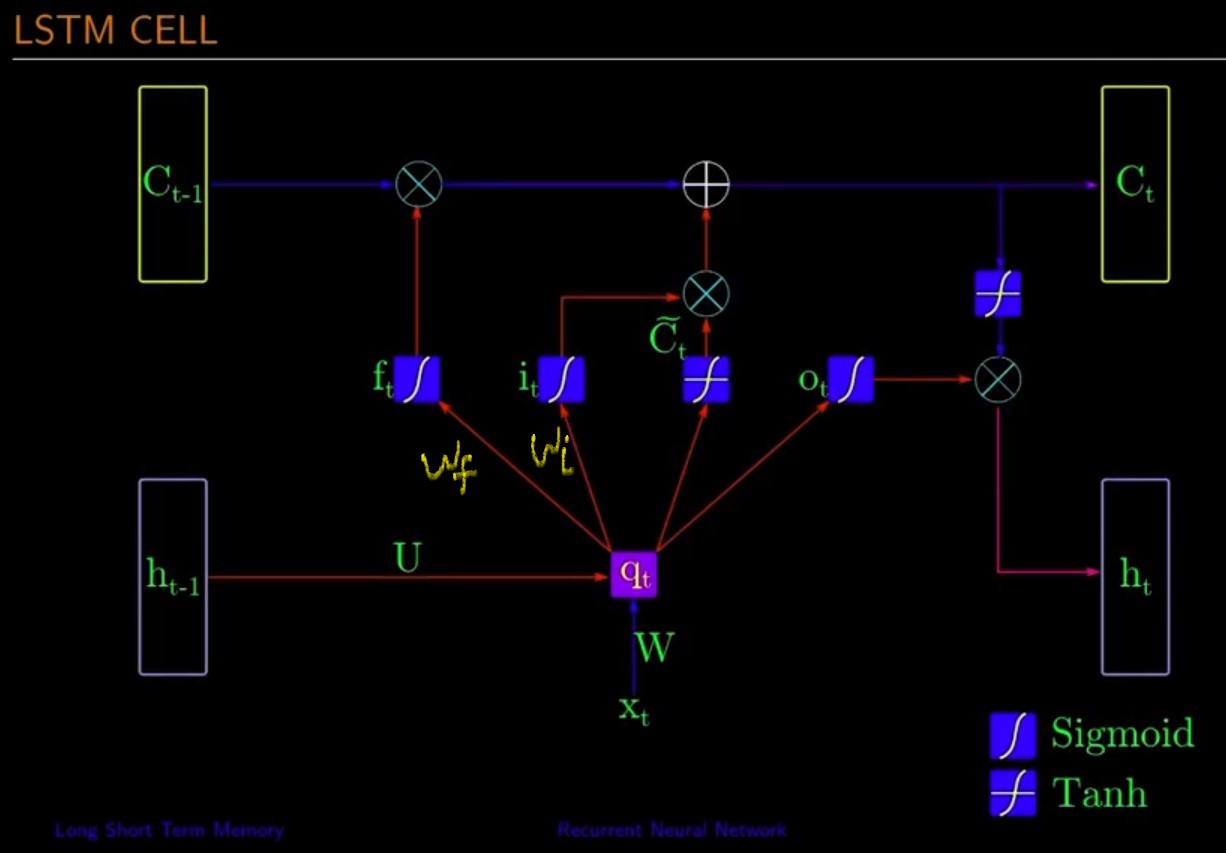 LSTM CELL
C_{t-1}
C_t
C̃_t
f_t
i_t
o_t
W_f
W_i
h_{t-1}
U
q_t
h_t
W
x_t
Sigmoid
Tanh
Long Short Term Memory
Recurrent Neural Network